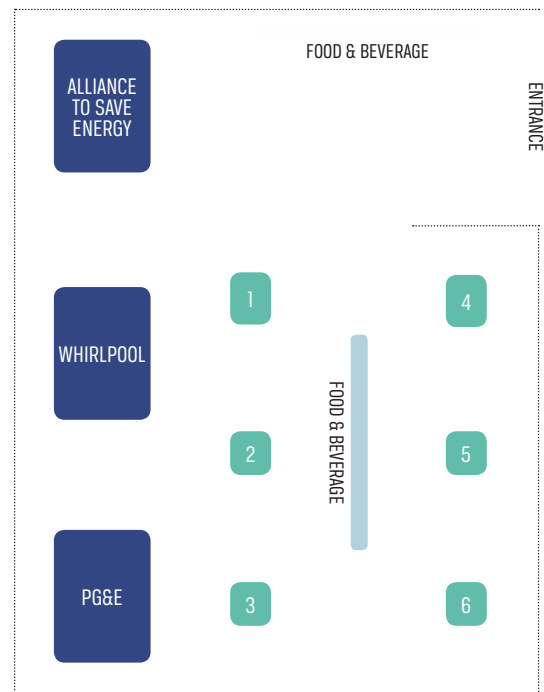 FOOD & BEVERAGE
ALLIANCE
TO SAVE
ENERGY
ENTRANCE
1
4
WHIRLPOOL
FOOD & BEVERAGE
2
5
PG&E
3
6